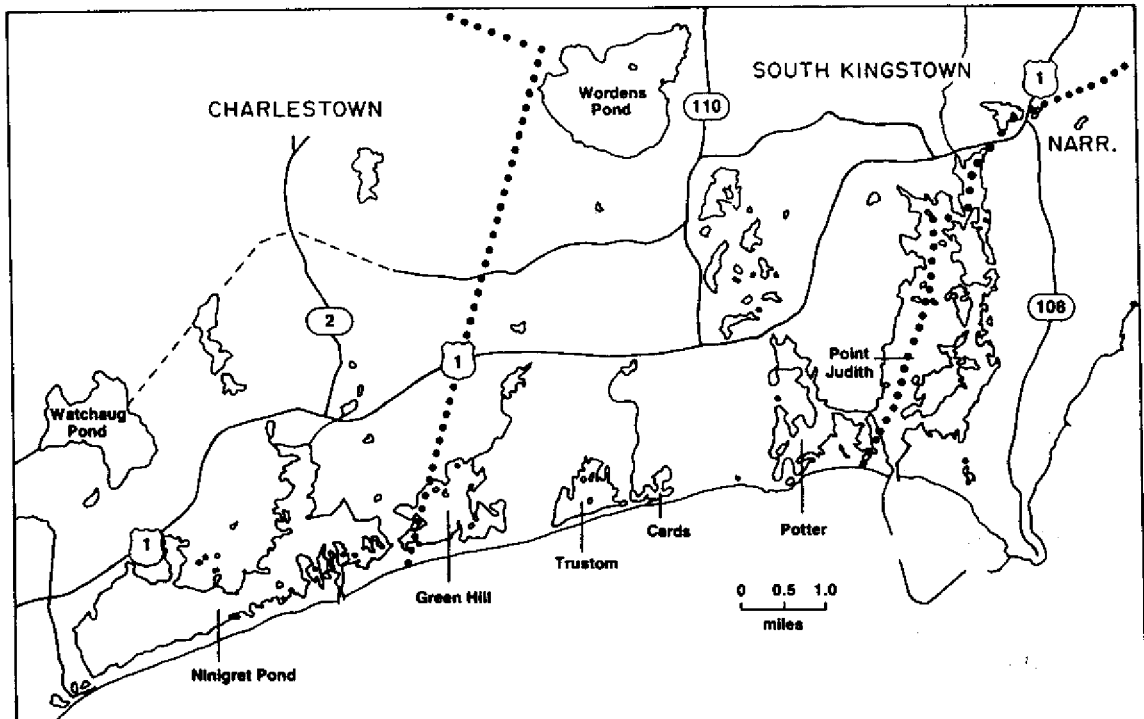 SOUTH KINGSTOWN
1
CHARLESTOWN
Wordens
Pond
110
NARR.
2
108
1
Point
Judith
Watchaug
Pond
1
Cards
Potter
Trustom
Green Hill
0 0.5 1.0
miles
Ninigret Pond